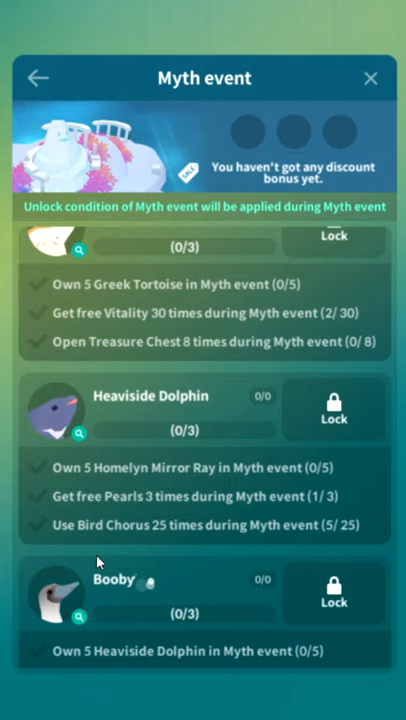 Myth event
SALE
You haven't got any discount
bonus yet.
Unlock condition of Myth event will be applied during Myth event
(0/3)
Lock
Own 5 Greek Tortoise in Myth event (0/5)
Get free Vitality 30 times during Myth event (2/ 30)
Open Treasure Chest 8 times during Myth event (0/ 8)
Heaviside Dolphin
0/0
(0/3)
Lock
Own 5 Homelyn Mirror Ray in Myth event (0/5)
Get free Pearls 3 times during Myth event (1/ 3)
Use Bird Chorus 25 times during Myth event (5/ 25)
Booby
0/0
(0/3)
Lock
Own 5 Heaviside Dolphin in Myth event (0/5)